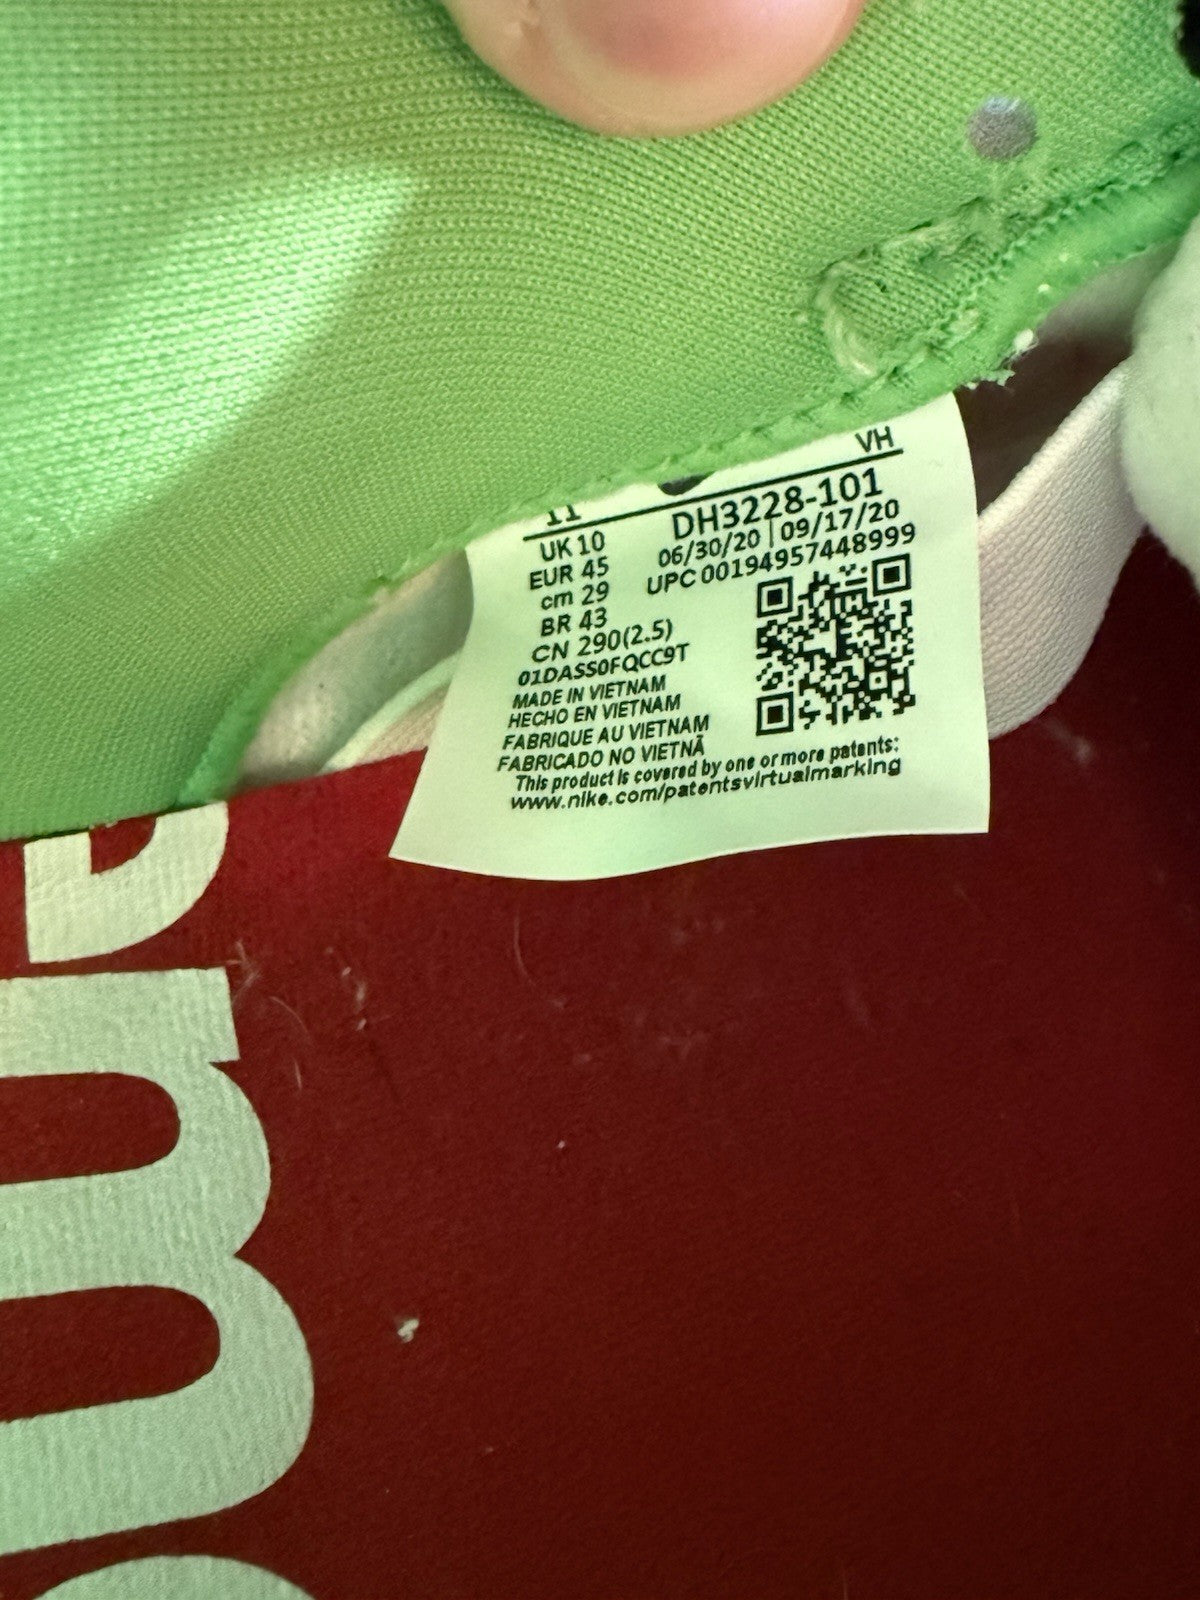 VH
11
DH3228-101
UK 10
06/30/20 | 09/17/20
EUR 45
UPC 00194957448999
cm 29
BR 43
CN 290(2.5)
01DASS0FQCC9T
MADE IN VIETNAM
HECHO EN VIETNAM
FABRIQUE AU VIETNAM
FABRICADO NO VIETNÃ
This product is covered by one or more patents:
www.nike.com/patentsvirtualmarking